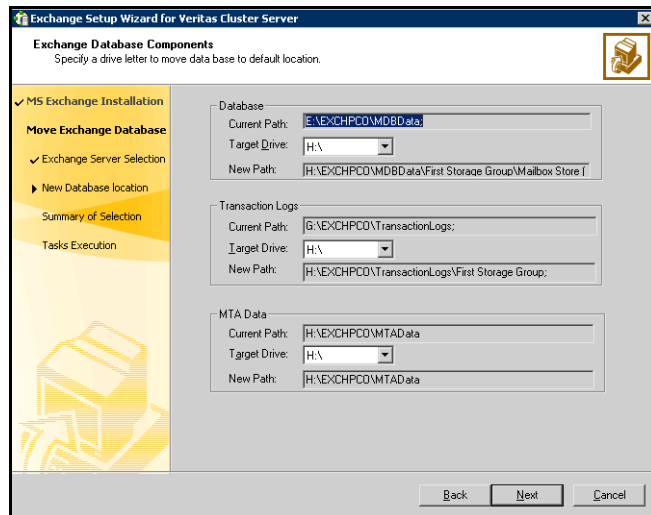 Exchange Setup Wizard for Veritas Cluster Server
Exchange Database Components
Specify a drive letter to move data base to default location.
MS Exchange Installation
Move Exchange Database
Exchange Server Selection
New Database location
Summary of Selection
Tasks Execution
Database
Current Path: E:\EXCHPCO\MDBData;
Target Drive: H:\
New Path: H:\EXCHPCO\MDBData\First Storage Group\Mailbox Store (
Transaction Logs
Current Path: G:\EXCHPCO\TransactionLogs;
Target Drive: H:\
New Path: H:\EXCHPCO\TransactionLogs\First Storage Group;
MTA Data
Current Path: H:\EXCHPCO\MTAData
Target Drive: H:\
New Path: H:\EXCHPCO\MTAData
Back Next Cancel